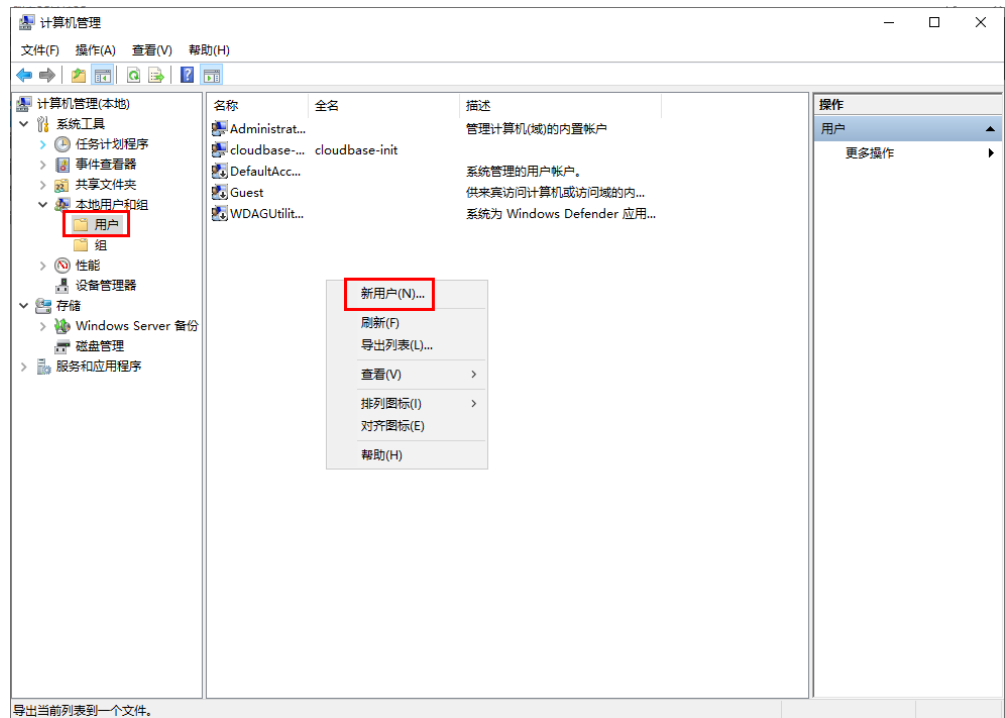 计算机管理
文件(F) 操作(A) 查看(V) 帮助(H)
计算机管理(本地)
系统工具
任务计划程序
事件查看器
共享文件夹
本地用户和组
用户
组
性能
设备管理器
存储
Windows Server 备份
磁盘管理
服务和应用程序
名称 全名 描述
Administrat... 管理计算机(域)的内置帐户
cloudbase-... cloudbase-init
DefaultAcc... 系统管理的用户帐户。
Guest 供来宾访问计算机或访问域的内...
WDAGUtilit... 系统为 Windows Defender 应用...
新用户(N)...
刷新(F)
导出列表(L)...
查看(V)
排列图标(I)
对齐图标(E)
帮助(H)
操作
用户
更多操作
导出当前列表到一个文件。